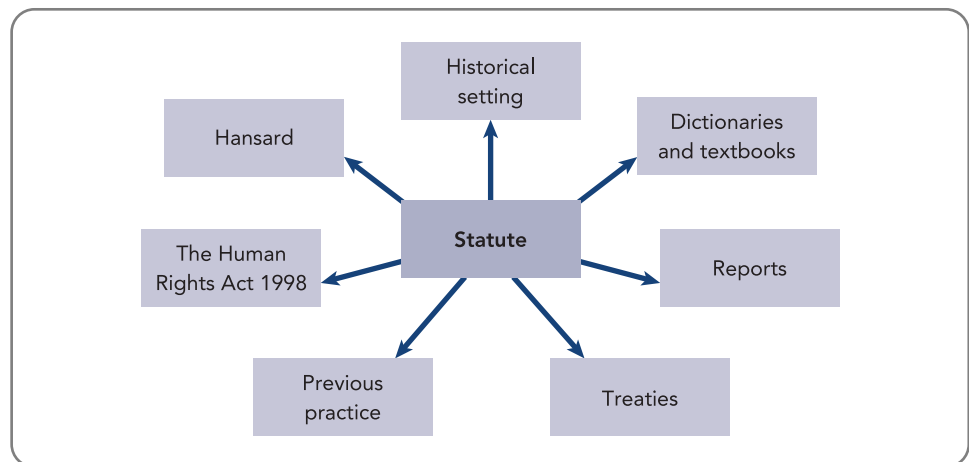 Historical
setting
Hansard
Dictionaries
and textbooks
Statute
The Human
Rights Act 1998
Reports
Previous
practice
Treaties